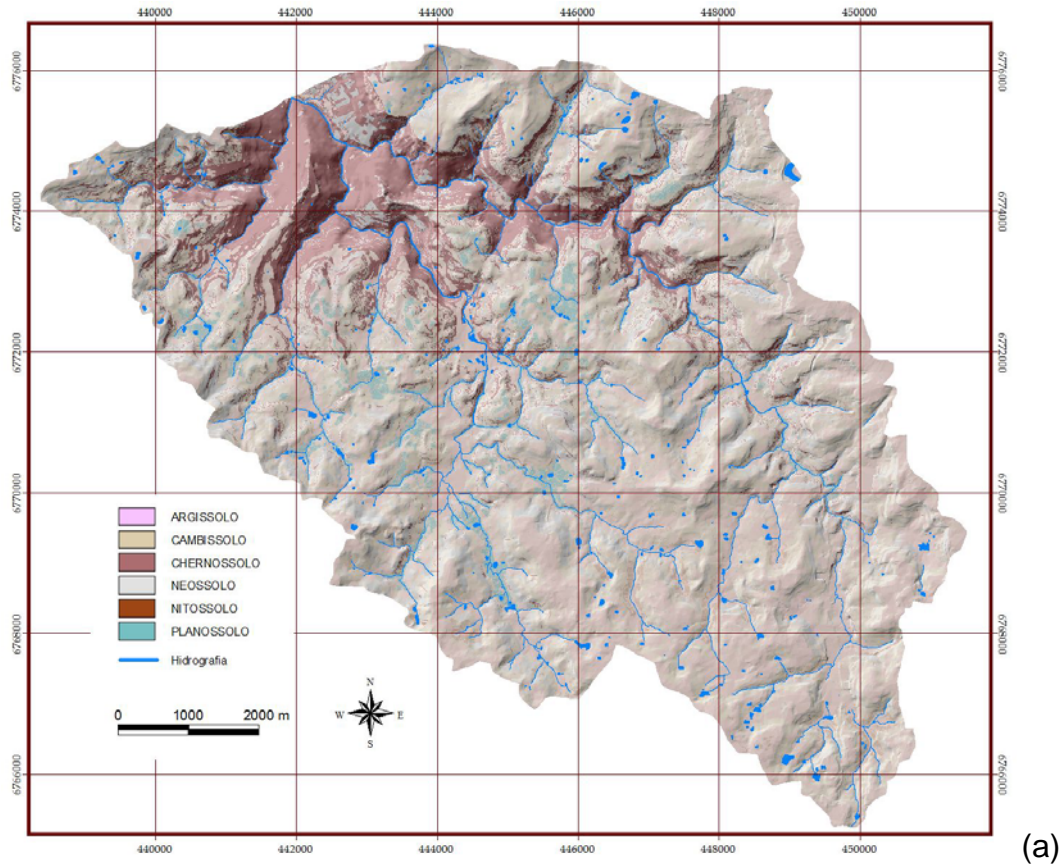 440000 442000 444000 446000 448000 450000
6776000 6776000
6774000 6774000
6772000 6772000
6770000 6770000
ARGISSOLO
CAMBISSOLO
CHERNOSSOLO
NEOSSOLO
NITOSSOLO
PLANOSSOLO
Hidrografia
6768000 6768000
N
W E
S
0 1000 2000 m
6766000 6766000
440000 442000 444000 446000 448000 450000
(a)